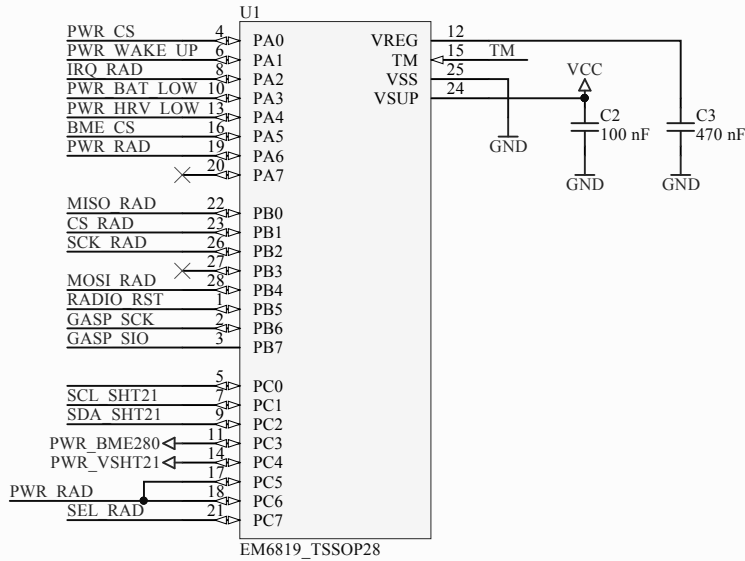 U1
PWR_CS 4 PA0 VREG 12
PWR_WAKE_UP 6 PA1 TM 15 TM
IRQ_RAD 8 PA2 VSS 25
PWR_BAT_LOW 10 PA3 VSUP 24 VCC
PWR_HRV_LOW 13 PA4
BME_CS 16 PA5
PWR_RAD 19 PA6
20 PA7
C2
100 nF
C3
470 nF
GND
GND
GND
MISO_RAD 22 PB0
CS_RAD 23 PB1
SCK_RAD 26 PB2
27 PB3
MOSI_RAD 28 PB4
RADIO_RST 1 PB5
GASP_SCK 2 PB6
GASP_SIO 3 PB7
5 PC0
SCL_SHT21 7 PC1
SDA_SHT21 9 PC2
PWR_BME280 11 PC3
PWR_VSHT21 14 PC4
17 PC5
PWR_RAD 18 PC6
SEL_RAD 21 PC7
EM6819_TSSOP28